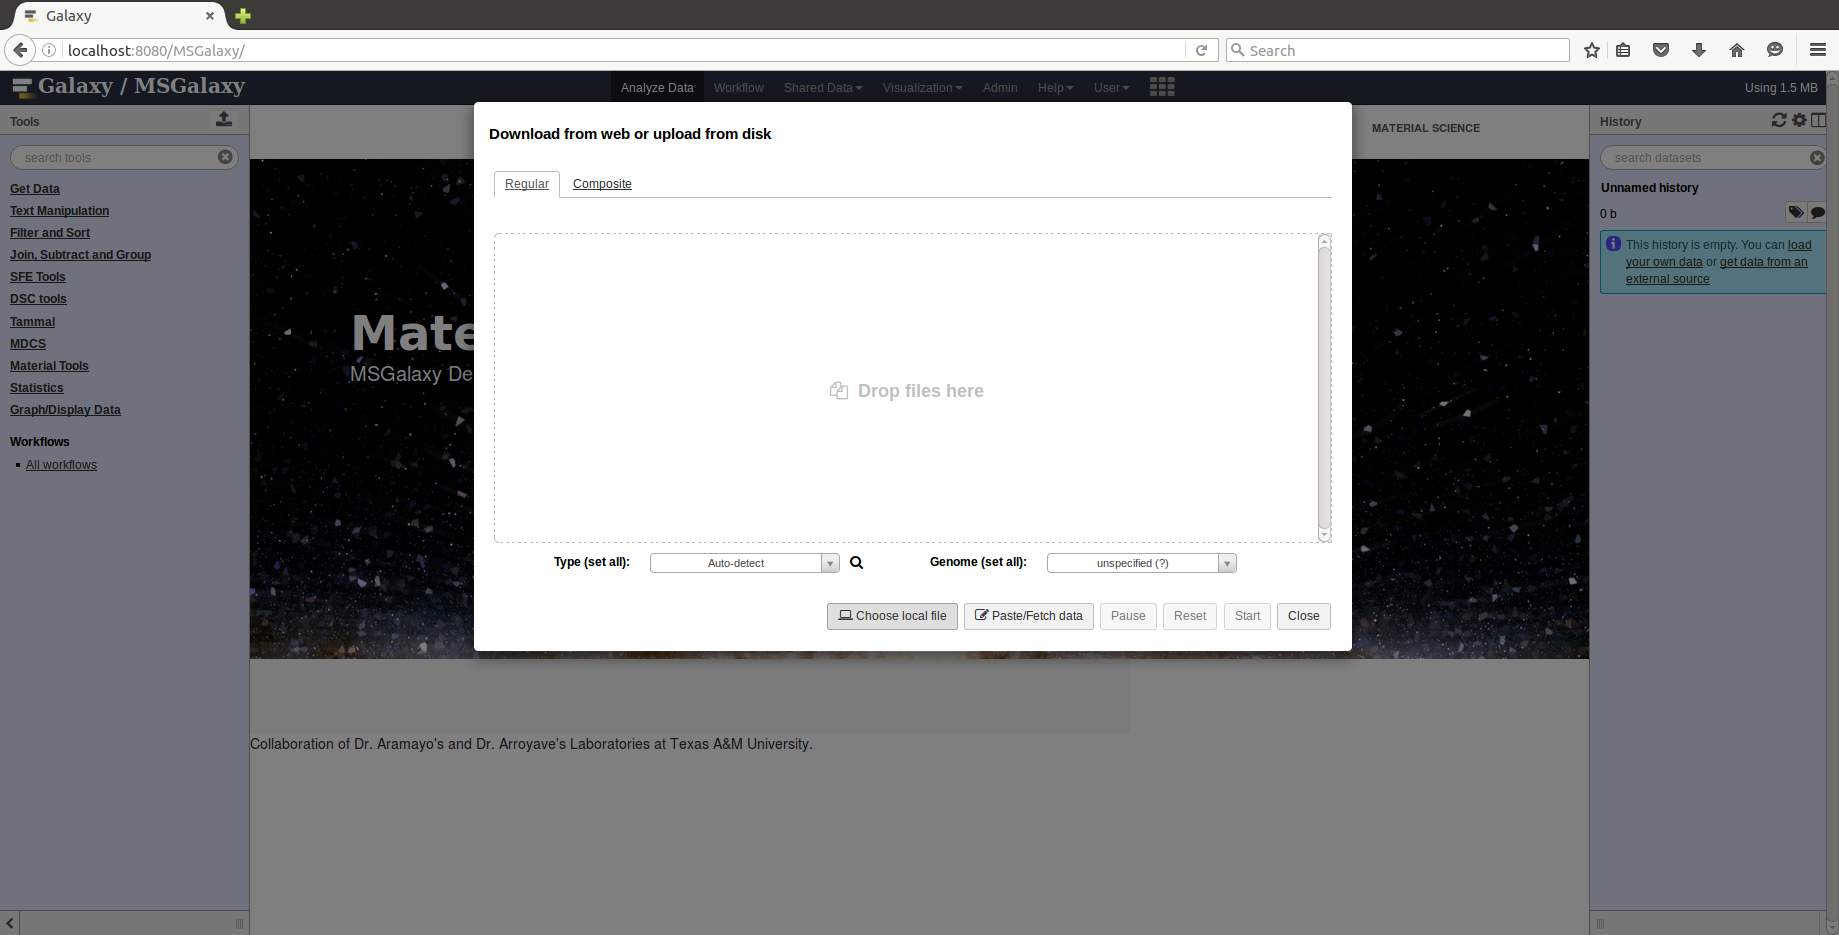 Galaxy
localhost:8080/MSGalaxy/
Search
Galaxy / MSGalaxy
Analyze Data
Workflow
Shared Data
Visualization
Admin
Help
User
Using 1.5 MB
Tools
search tools
Get Data
Text Manipulation
Filter and Sort
Join, Subtract and Group
SFE Tools
DSC tools
Tammal
MDCS
Material Tools
Statistics
Graph/Display Data
Workflows
All workflows
MATERIAL SCIENCE
Mate
MSGalaxy De
Download from web or upload from disk
Regular
Composite
Drop files here
Type (set all):
Auto-detect
Genome (set all):
unspecified (?)
Choose local file
Paste/Fetch data
Pause
Reset
Start
Close
Collaboration of Dr. Aramayo's and Dr. Arroyave's Laboratories at Texas A&M University.
History
search datasets
Unnamed history
0 b
This history is empty. You can load
your own data or get data from an
external source